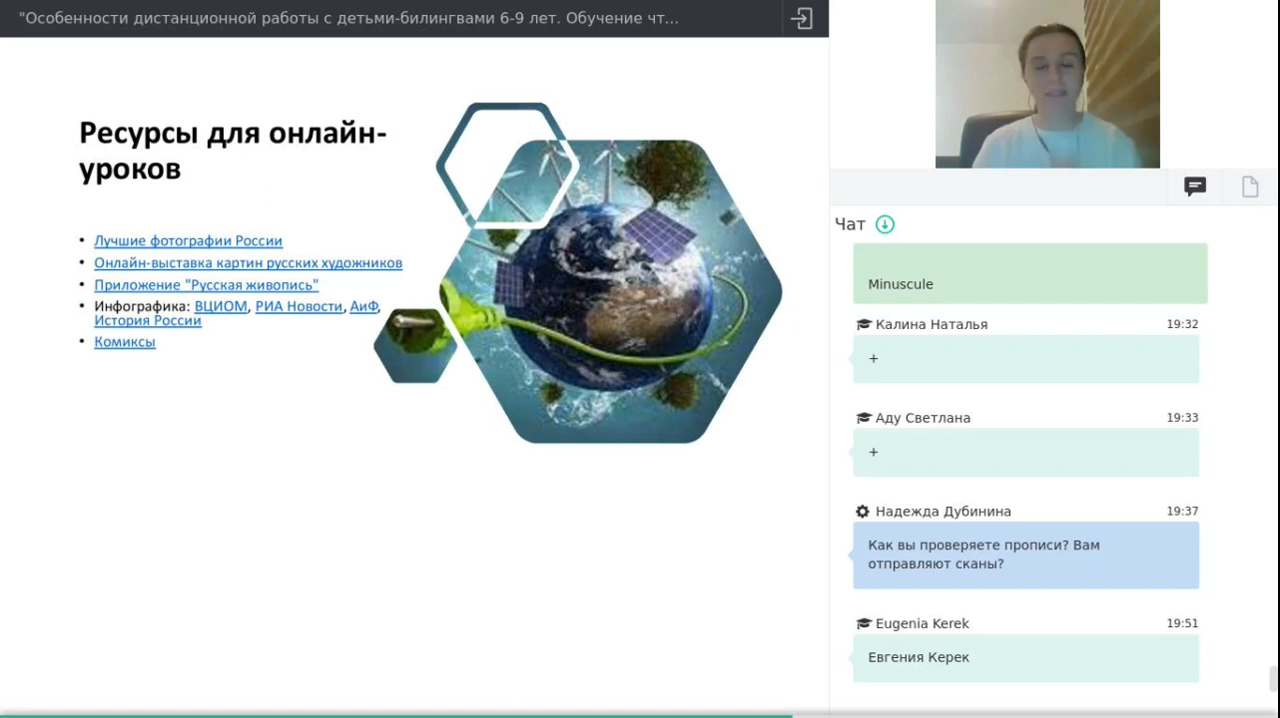 "Особенности дистанционной работы с детьми-билингвами 6-9 лет. Обучение чт...
Ресурсы для онлайн-
уроков
• Лучшие фотографии России
• Онлайн-выставка картин русских художников
• Приложение "Русская живопись"
• Инфографика: ВЦИОМ, РИА Новости, АиФ,
История России
• Комиксы
Чат
Minuscule
Калина Наталья 19:32
+
Аду Светлана 19:33
+
Надежда Дубинина 19:37
Как вы проверяете прописи? Вам
отправляют сканы?
Eugenia Kerek 19:51
Евгения Керек